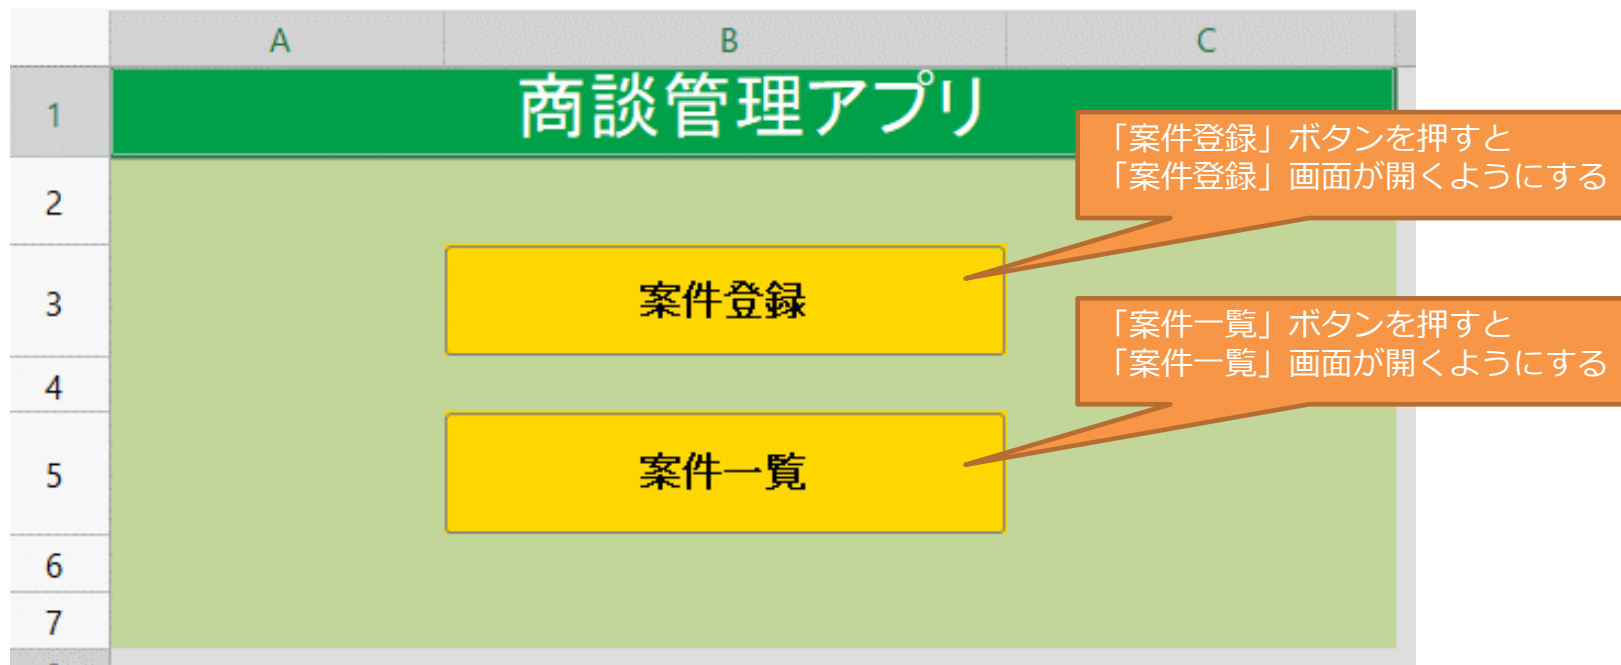 A B C
1 商談管理アプリ
「案件登録」ボタンを押すと
「案件登録」画面が開くようにする
2
3 案件登録
「案件一覧」ボタンを押すと
「案件一覧」画面が開くようにする
4
5 案件一覧
6
7